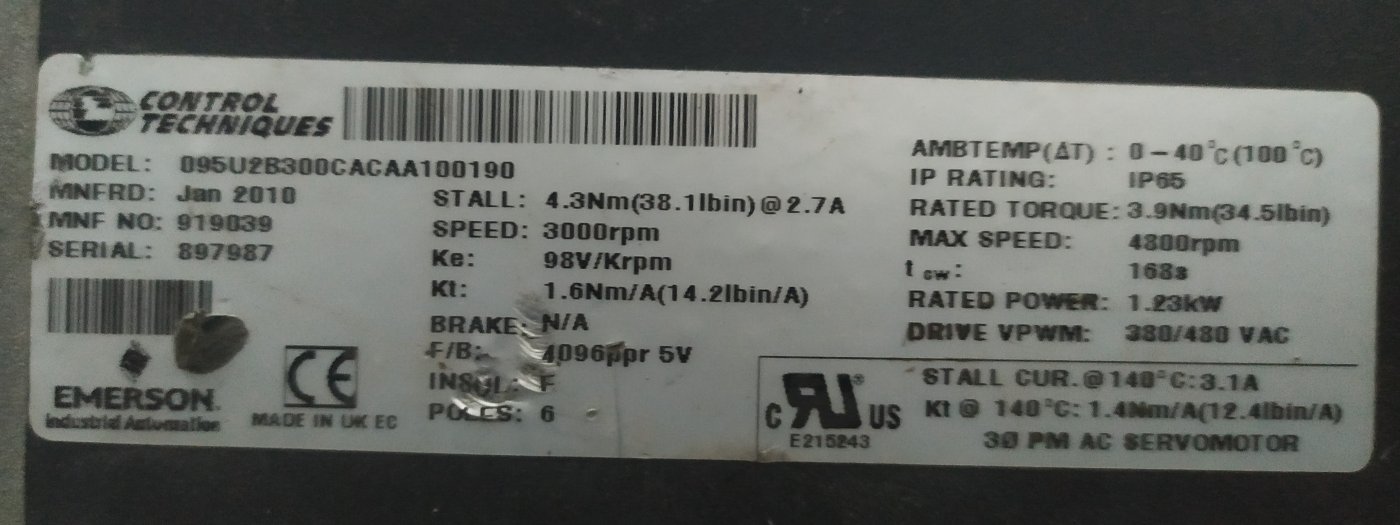 CONTROL
TECHNIQUES
MODEL: 095U2B300CACAA100190
MNFRD: Jan 2010
MNF NO: 919039
SERIAL: 897987
EMERSON
Industrial Automation
CE
MADE IN UK EC
STALL: 4.3Nm(38.1lbin)@2.7A
SPEED: 3000rpm
Ke: 98V/Krpm
Kt: 1.6Nm/A(14.2lbin/A)
BRAKE: N/A
F/B: 4096ppr 5V
INSUL: F
POLES: 6
AMBTEMP(ΔT) : 0-40°C(100°C)
IP RATING: IP65
RATED TORQUE: 3.9Nm(34.5lbin)
MAX SPEED: 4800rpm
t cw: 168s
RATED POWER: 1.23kW
DRIVE VPWM: 380/480 VAC
C RU® US
E215243
STALL CUR.@140°C:3.1A
Kt @ 140°C:1.4Nm/A(12.4lbin/A)
3Ø PM AC SERVOMOTOR